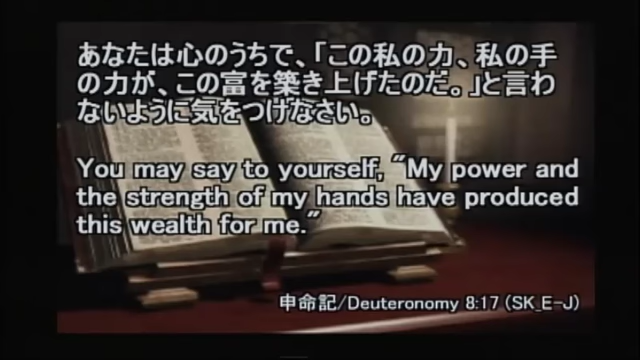 あなたは心のうちで、「この私の力、私の手
の力が、この富を築き上げたのだ。」と言わ
ないように気をつけなさい。
You may say to yourself, "My power and
the strength of my hands have produced
this wealth for me."
申命記/Deuteronomy 8:17 (SK_E-J)